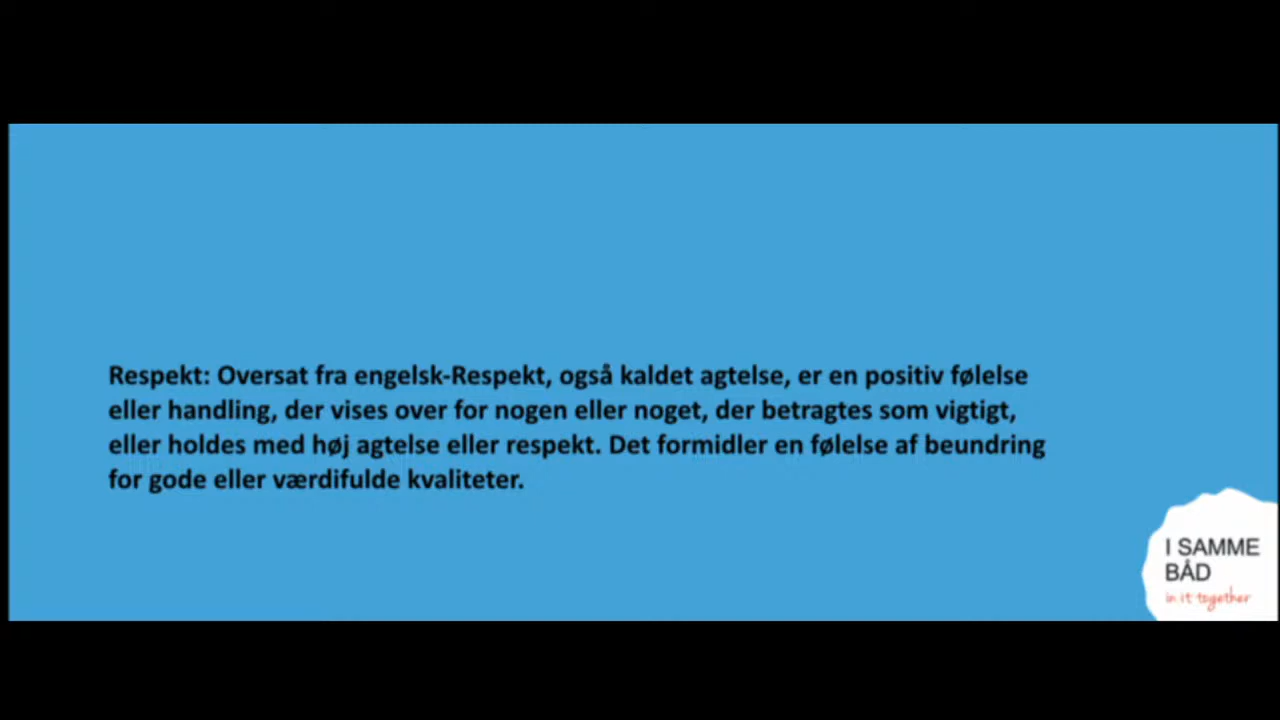 Respekt: Oversat fra engelsk-Respekt, også kaldet agtelse, er en positiv følelse
eller handling, der vises over for nogen eller noget, der betragtes som vigtigt,
eller holdes med høj agtelse eller respekt. Det formidler en følelse af beundring
for gode eller værdifulde kvaliteter.
I SAMME
BÅD
in it together